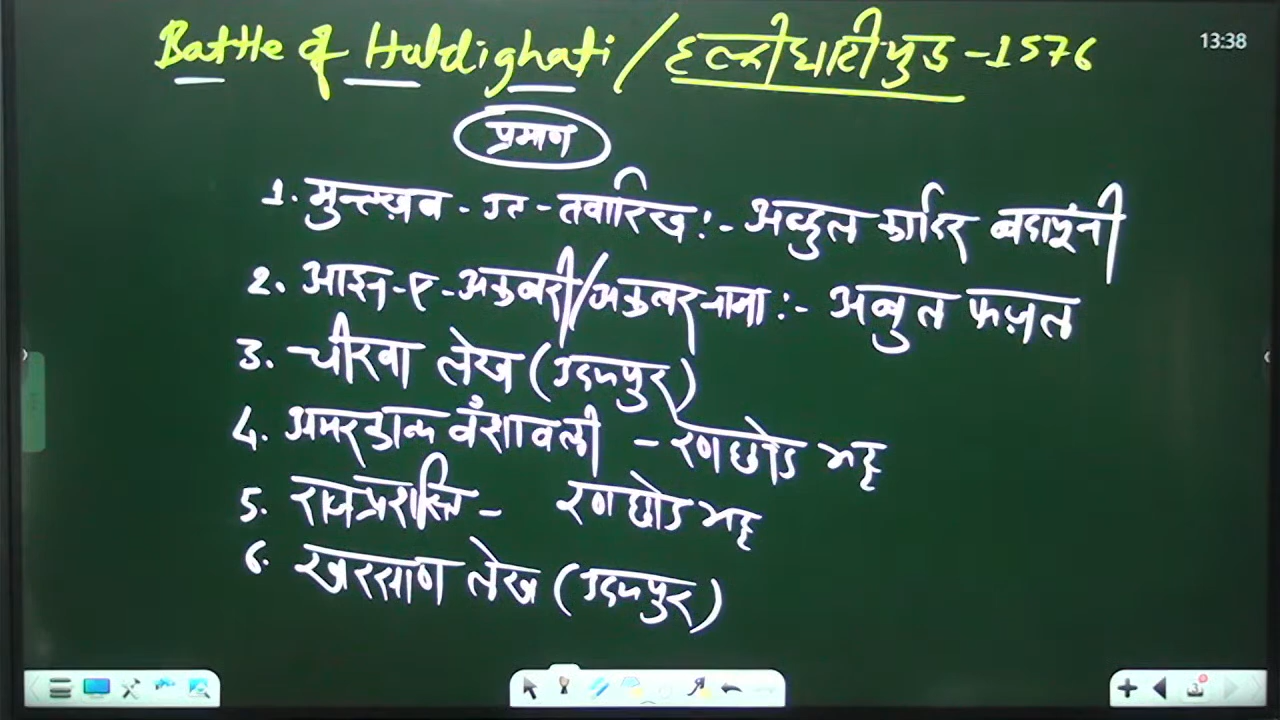 Battle of Haldighati / हल्दीघाटी युद्ध - 1576
13:38
प्रमाण
1. मुन्तखब - उत - तवारिख :- अब्दुल कादिर बदायूंनी
2. आइन-ए-अकबरी/अकबरनामा :- अबुल फज़ल
3. चीरवा लेख (उदयपुर)
4. अमरकाव्य वंशावली - रणछोड भट्ट
5. राजप्रशस्ति - रणछोड भट्ट
6. खरसाण लेख (उदयपुर)